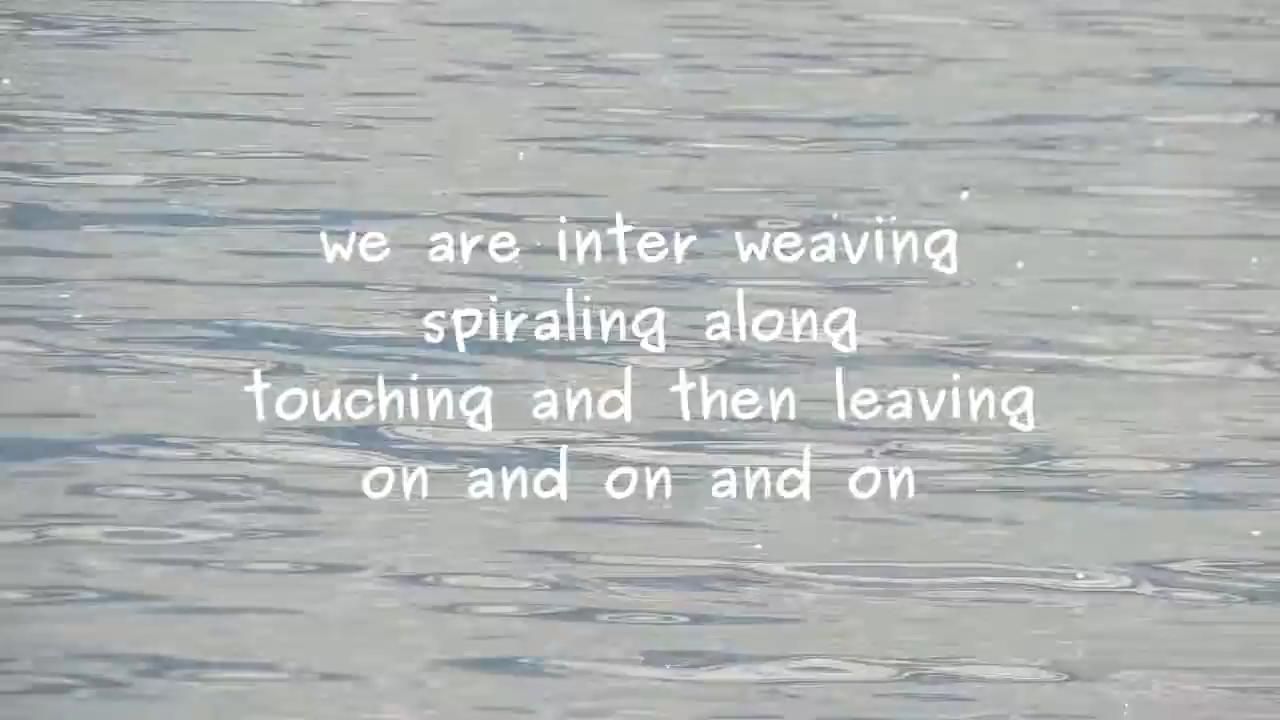 we are inter weaving
spiraling along
touching and then leaving
on and on and on